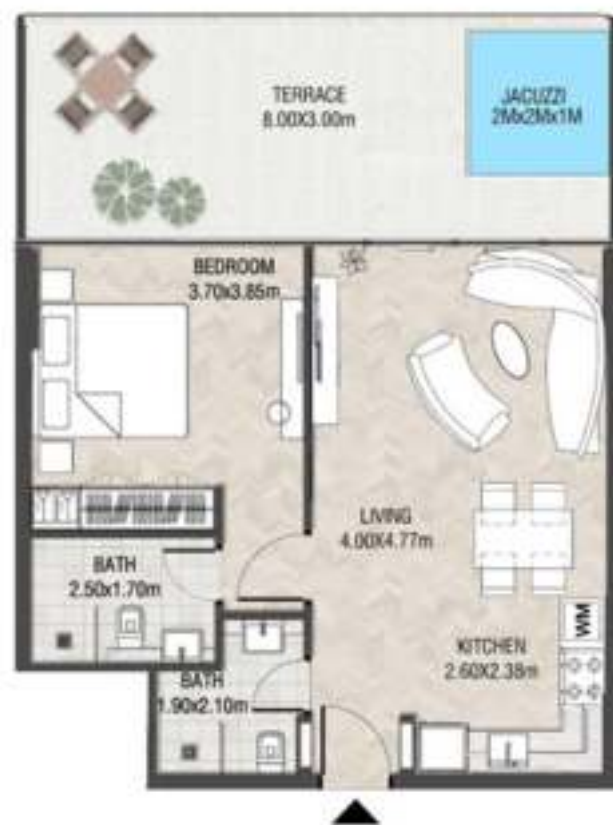 TERRACE
8.00X3.00m
JACUZZI
2Mx2Mx1M
BEDROOM
3.70x3.85m
LIVING
4.00X4.77m
BATH
2.50x1.70m
WM
KITCHEN
2.60X2.38m
BATH
1.90x2.10m